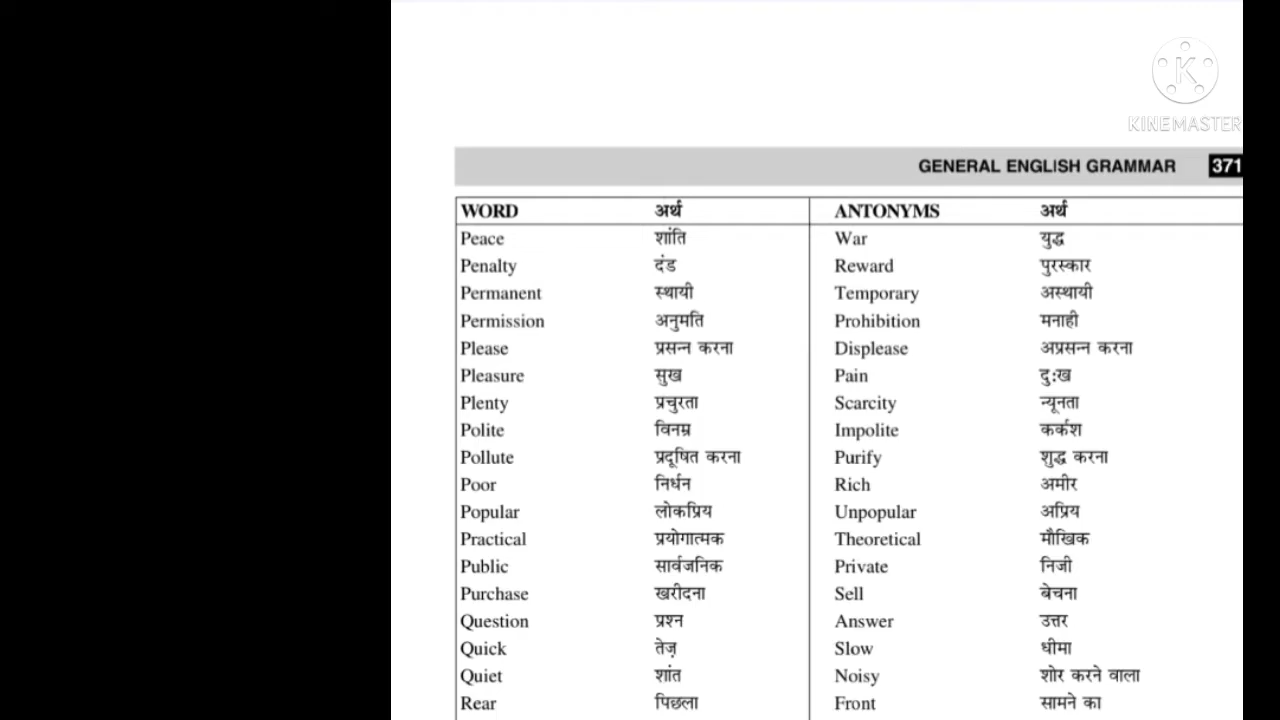 K
KINEMASTER
GENERAL ENGLISH GRAMMAR 371
WORD अर्थ ANTONYMS अर्थ
Peace शांति War युद्ध
Penalty दंड Reward पुरस्कार
Permanent स्थायी Temporary अस्थायी
Permission अनुमति Prohibition मनाही
Please प्रसन्न करना Displease अप्रसन्न करना
Pleasure सुख Pain दुःख
Plenty प्रचुरता Scarcity न्यूनता
Polite विनम्र Impolite कर्कश
Pollute प्रदूषित करना Purify शुद्ध करना
Poor निर्धन Rich अमीर
Popular लोकप्रिय Unpopular अप्रिय
Practical प्रयोगात्मक Theoretical मौखिक
Public सार्वजनिक Private निजी
Purchase खरीदना Sell बेचना
Question प्रश्न Answer उत्तर
Quick तेज़ Slow धीमा
Quiet शांत Noisy शोर करने वाला
Rear पिछला Front सामने का